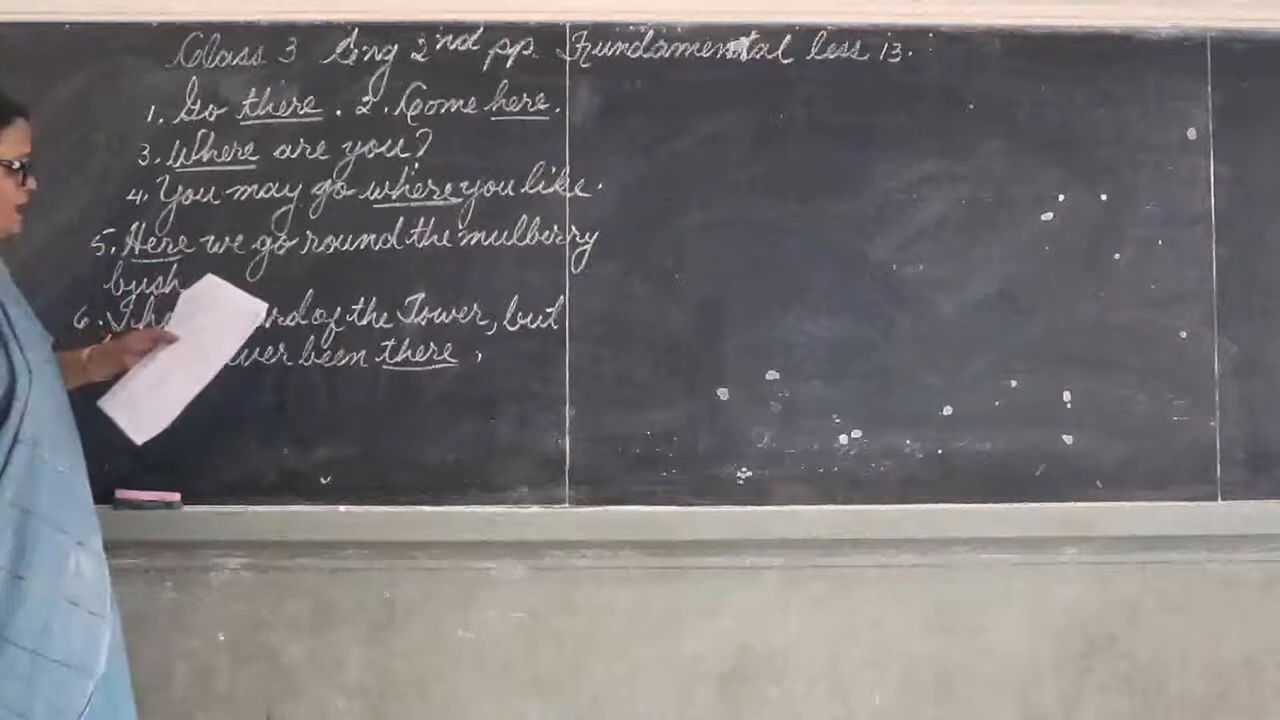 Class 3 Eng 2nd pp. Fundamental less 13.
1. Go there. 2. Come here.
3. Where are you?
4. You may go where you like.
5. Here we go round the mulberry
bush
6. of the Tower, but
been there.